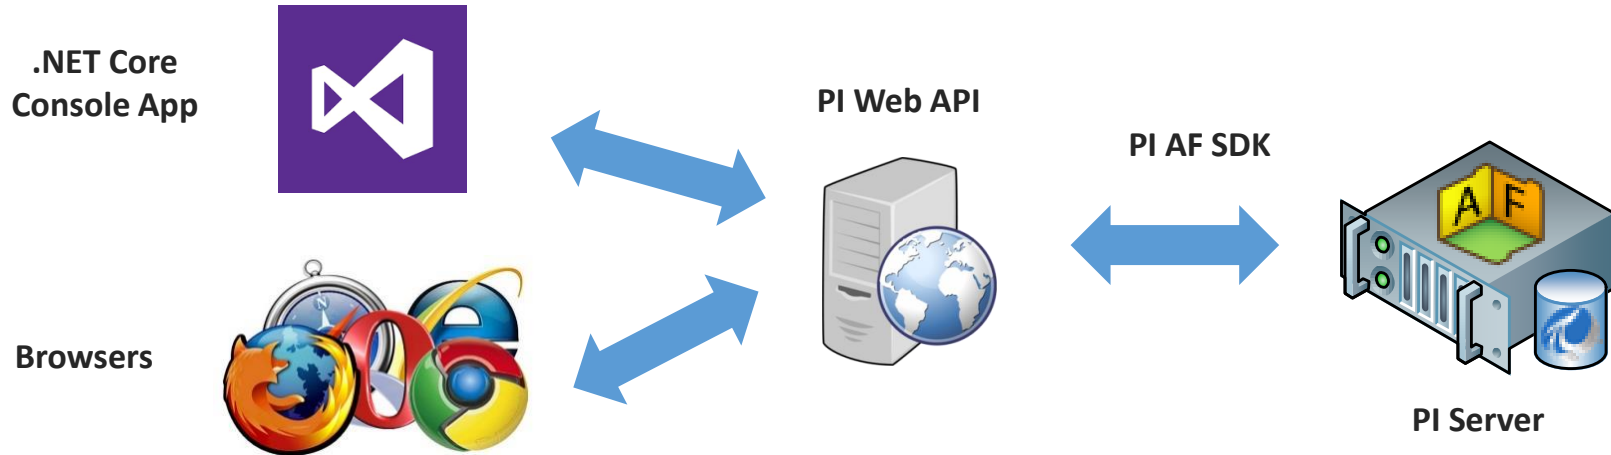 .NET Core
Console App
PI Web API
PI AF SDK
A F
N
Browsers
PI Server